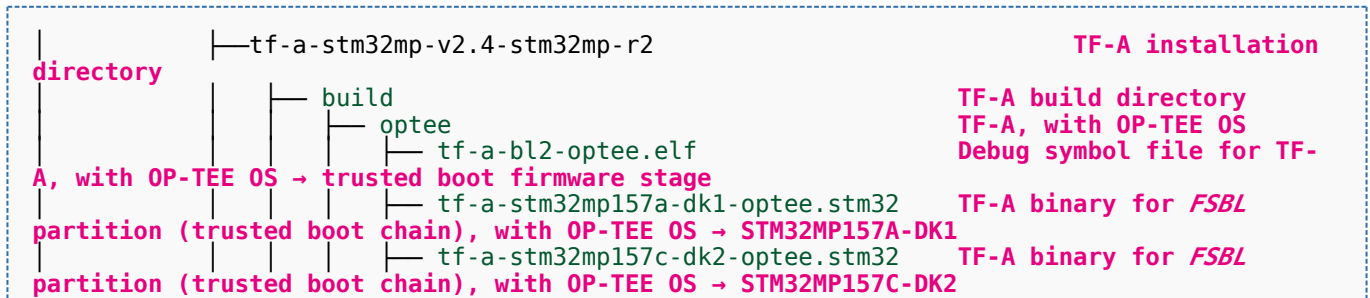 │ ├──tf-a-stm32mp-v2.4-stm32mp-r2 TF-A installation
directory
│ │ ├── build TF-A build directory
│ │ │ ├── optee TF-A, with OP-TEE OS
│ │ │ │ ├── tf-a-bl2-optee.elf Debug symbol file for TF-
A, with OP-TEE OS → trusted boot firmware stage
│ │ │ │ ├── tf-a-stm32mp157a-dk1-optee.stm32 TF-A binary for FSBL
partition (trusted boot chain), with OP-TEE OS → STM32MP157A-DK1
│ │ │ │ ├── tf-a-stm32mp157c-dk2-optee.stm32 TF-A binary for FSBL
partition (trusted boot chain), with OP-TEE OS → STM32MP157C-DK2